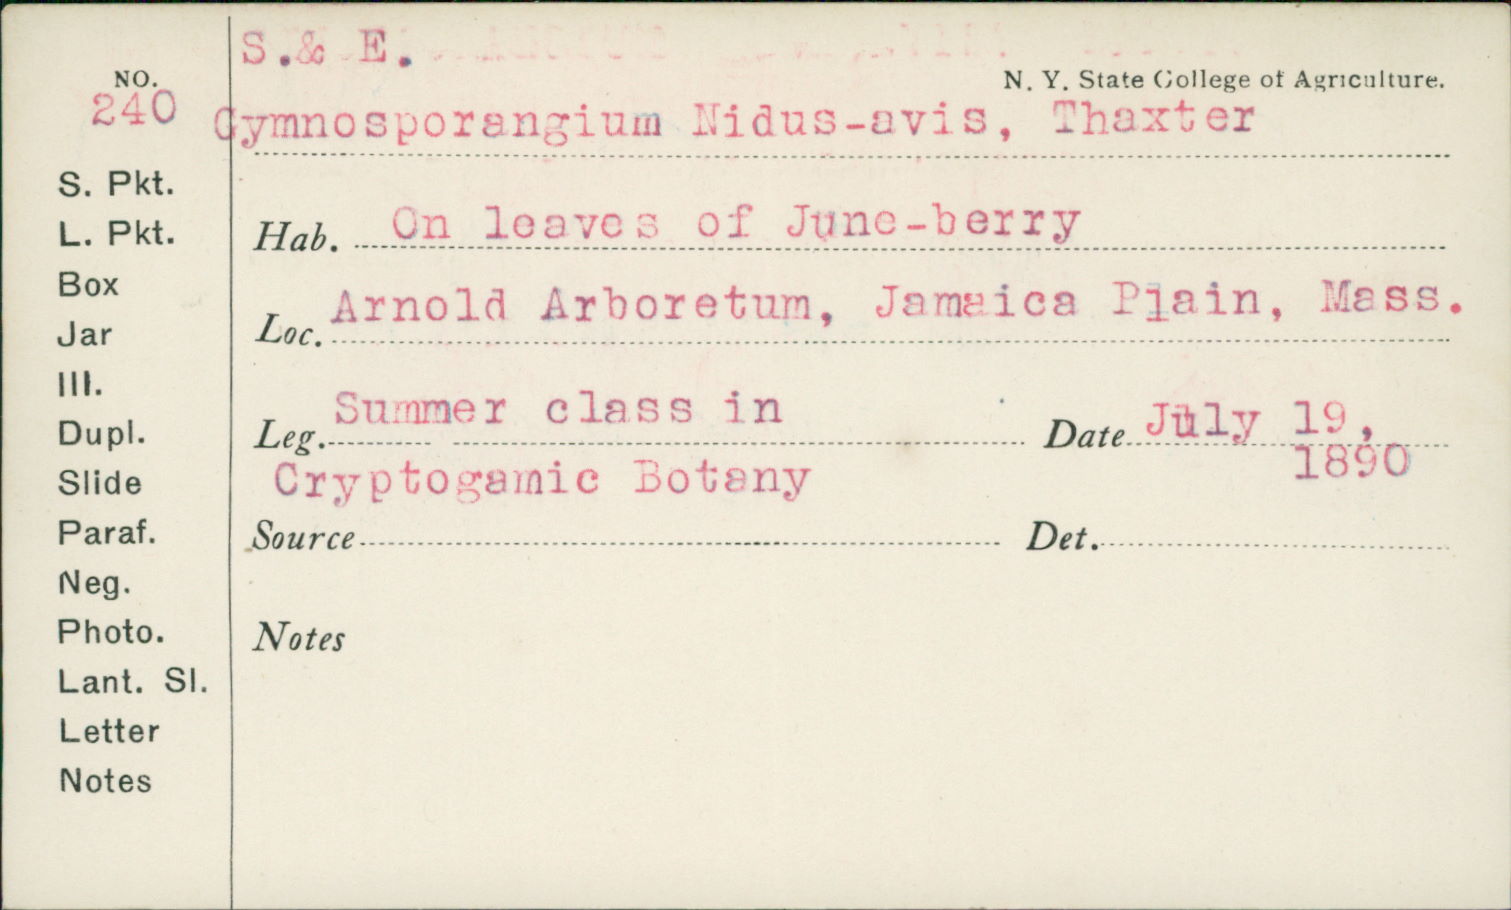 S.& E.
NO. N. Y. State College of Agriculture.
240 Gymnosporangium Nidus-avis, Thaxter
S. Pkt.
L. Pkt. Hab. On leaves of June-berry
Box
Jar Loc. Arnold Arboretum, Jamaica Plain, Mass.
Ill.
Dupl. Leg. Summer class in Date July 19,
Slide Cryptogamic Botany 1890
Paraf. Source Det.
Neg.
Photo. Notes
Lant. Sl.
Letter
Notes